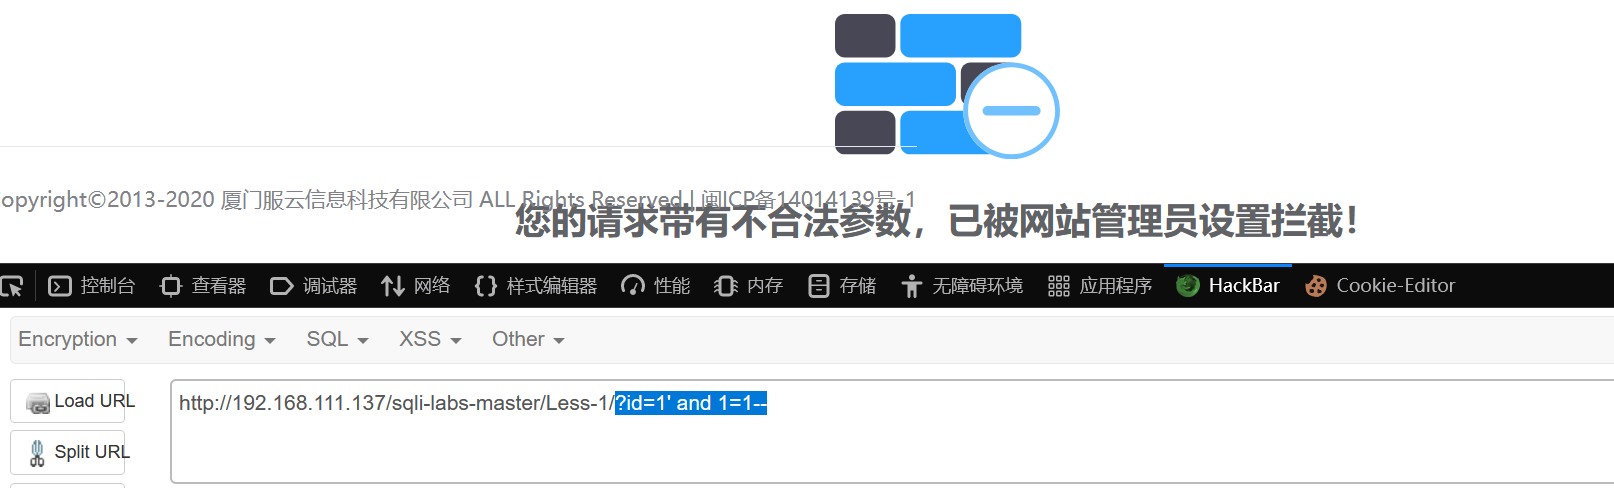 opyright©2013-2020 厦门服云信息科技有限公司 ALL Rights Reserved | 闽ICP备14014139号-1
您的请求带有不合法参数，已被网站管理员设置拦截！
控制台 查看器 调试器 网络 样式编辑器 性能 内存 存储 无障碍环境 应用程序 HackBar Cookie-Editor
Encryption Encoding SQL XSS Other
Load URL
http://192.168.111.137/sqli-labs-master/Less-1/?id=1' and 1=1--
Split URL